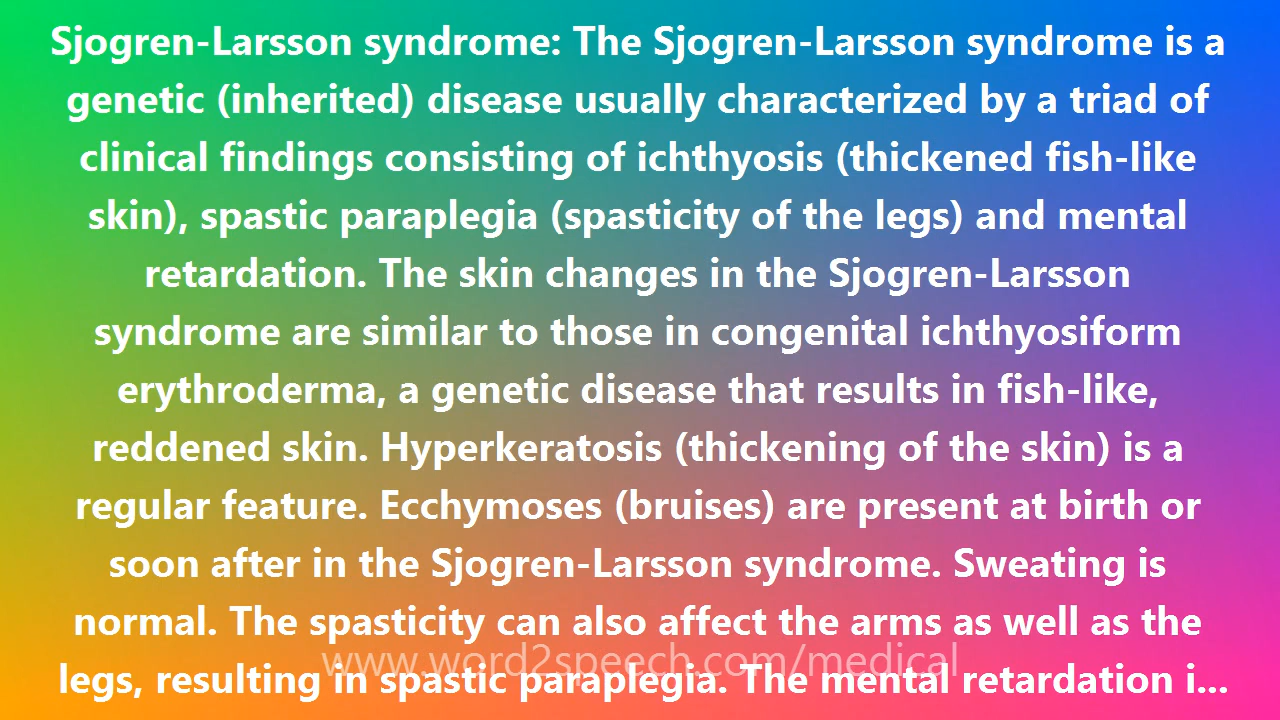 Sjogren-Larsson syndrome: The Sjogren-Larsson syndrome is a
genetic (inherited) disease usually characterized by a triad of
clinical findings consisting of ichthyosis (thickened fish-like
skin), spastic paraplegia (spasticity of the legs) and mental
retardation. The skin changes in the Sjogren-Larsson
syndrome are similar to those in congenital ichthyosiform
erythroderma, a genetic disease that results in fish-like,
reddened skin. Hyperkeratosis (thickening of the skin) is a
regular feature. Ecchymoses (bruises) are present at birth or
soon after in the Sjogren-Larsson syndrome. Sweating is
normal. The spasticity can also affect the arms as well as the
www.word2speech.com/medical
legs, resulting in spastic paraplegia. The mental retardation i...